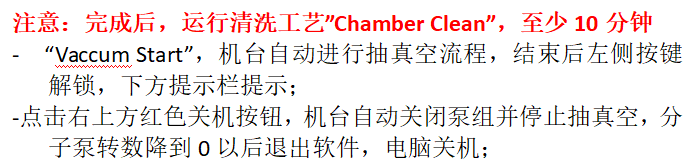 注意：完成后，运行清洗工艺”Chamber Clean”，至少 10 分钟
- “Vaccum Start”，机台自动进行抽真空流程，结束后左侧按键
解锁，下方提示栏提示；
-点击右上方红色关机按钮，机台自动关闭泵组并停止抽真空，分
子泵转数降到 0 以后退出软件，电脑关机；